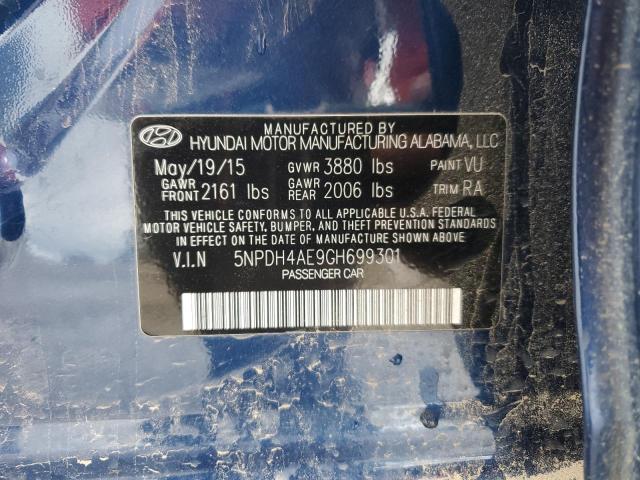 MANUFACTURED BY
HYUNDAI MOTOR MANUFACTURING ALABAMA, LLC
May/19/15 GVWR 3880 lbs PAINT VU
GAWR FRONT 2161 lbs GAWR REAR 2006 lbs TRIM RA
THIS VEHICLE CONFORMS TO ALL APPLICABLE U.S.A. FEDERAL
MOTOR VEHICLE SAFETY, BUMPER, AND THEFT PREVENTION
STANDARDS IN EFFECT ON THE DATE OF MANUFACTURE SHOWN ABOVE.
V.I.N 5NPDH4AE9GH699301
PASSENGER CAR